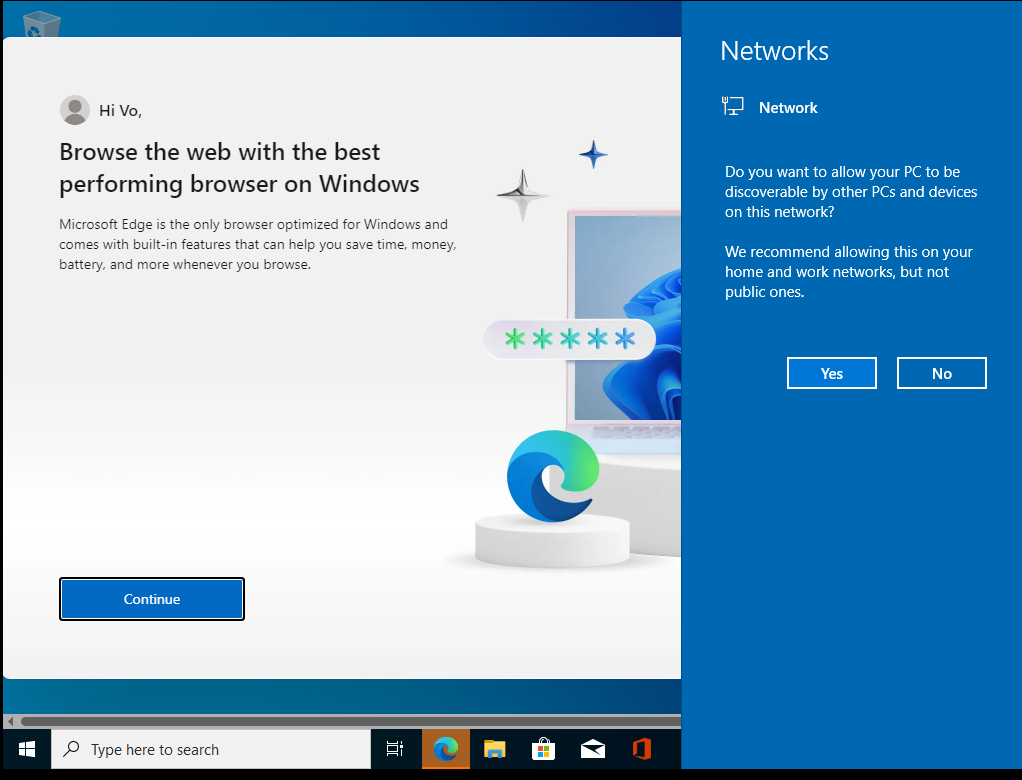 Hi Vo,
Browse the web with the best
performing browser on Windows
Microsoft Edge is the only browser optimized for Windows and
comes with built-in features that can help you save time, money,
battery, and more whenever you browse.
*****
Continue
Networks
Network
Do you want to allow your PC to be
discoverable by other PCs and devices
on this network?
We recommend allowing this on your
home and work networks, but not
public ones.
Yes
No
Type here to search